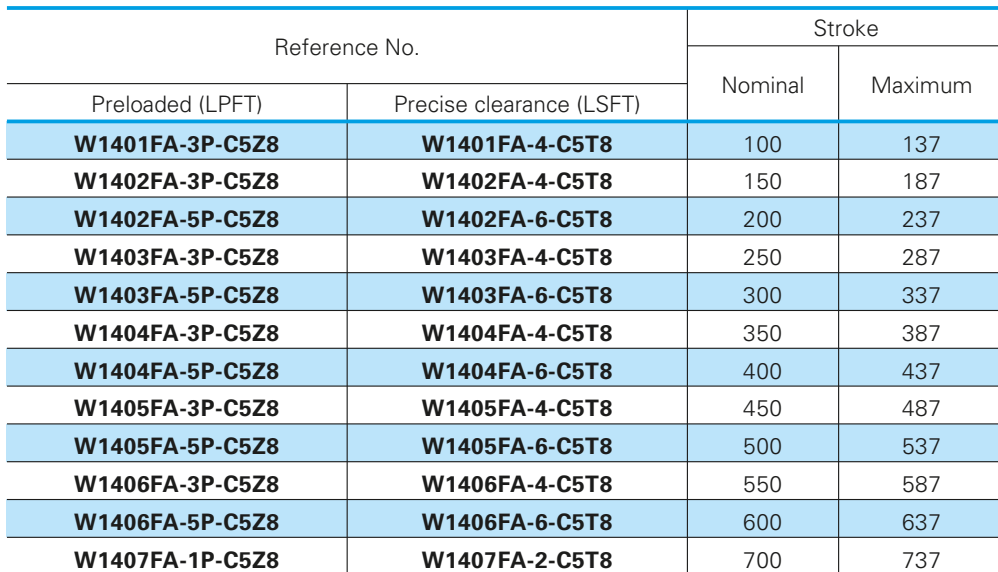 Reference No. Stroke
Preloaded (LPFT) Precise clearance (LSFT) Nominal Maximum
W1401FA-3P-C5Z8 W1401FA-4-C5T8 100 137
W1402FA-3P-C5Z8 W1402FA-4-C5T8 150 187
W1402FA-5P-C5Z8 W1402FA-6-C5T8 200 237
W1403FA-3P-C5Z8 W1403FA-4-C5T8 250 287
W1403FA-5P-C5Z8 W1403FA-6-C5T8 300 337
W1404FA-3P-C5Z8 W1404FA-4-C5T8 350 387
W1404FA-5P-C5Z8 W1404FA-6-C5T8 400 437
W1405FA-3P-C5Z8 W1405FA-4-C5T8 450 487
W1405FA-5P-C5Z8 W1405FA-6-C5T8 500 537
W1406FA-3P-C5Z8 W1406FA-4-C5T8 550 587
W1406FA-5P-C5Z8 W1406FA-6-C5T8 600 637
W1407FA-1P-C5Z8 W1407FA-2-C5T8 700 737